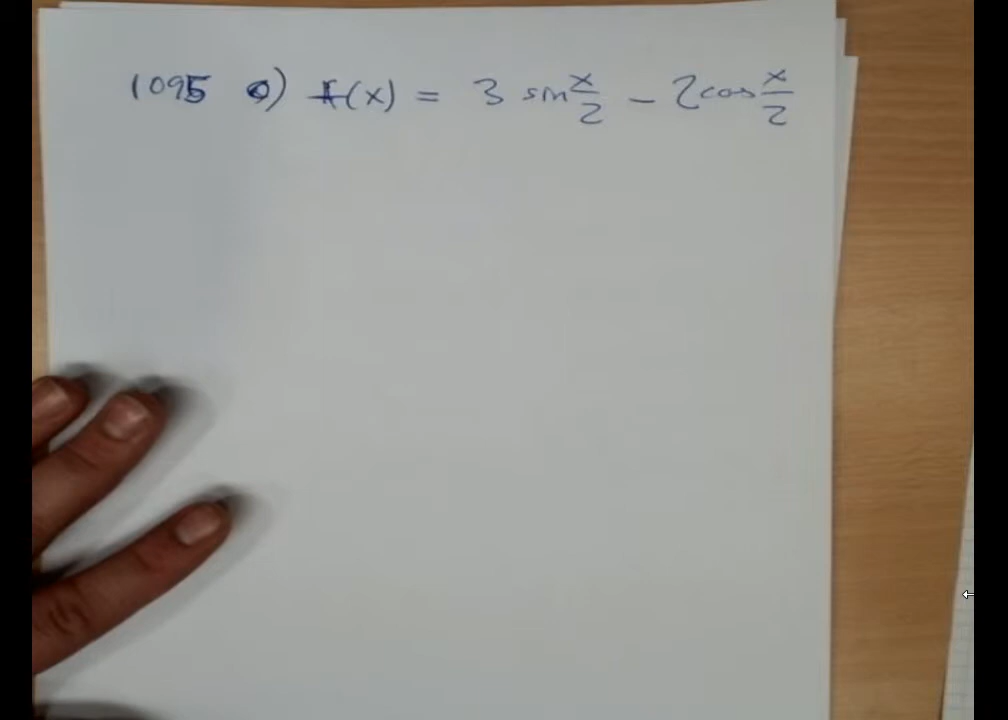 1095 c) f(x) = 3 sin x/2 - 2cos x/2